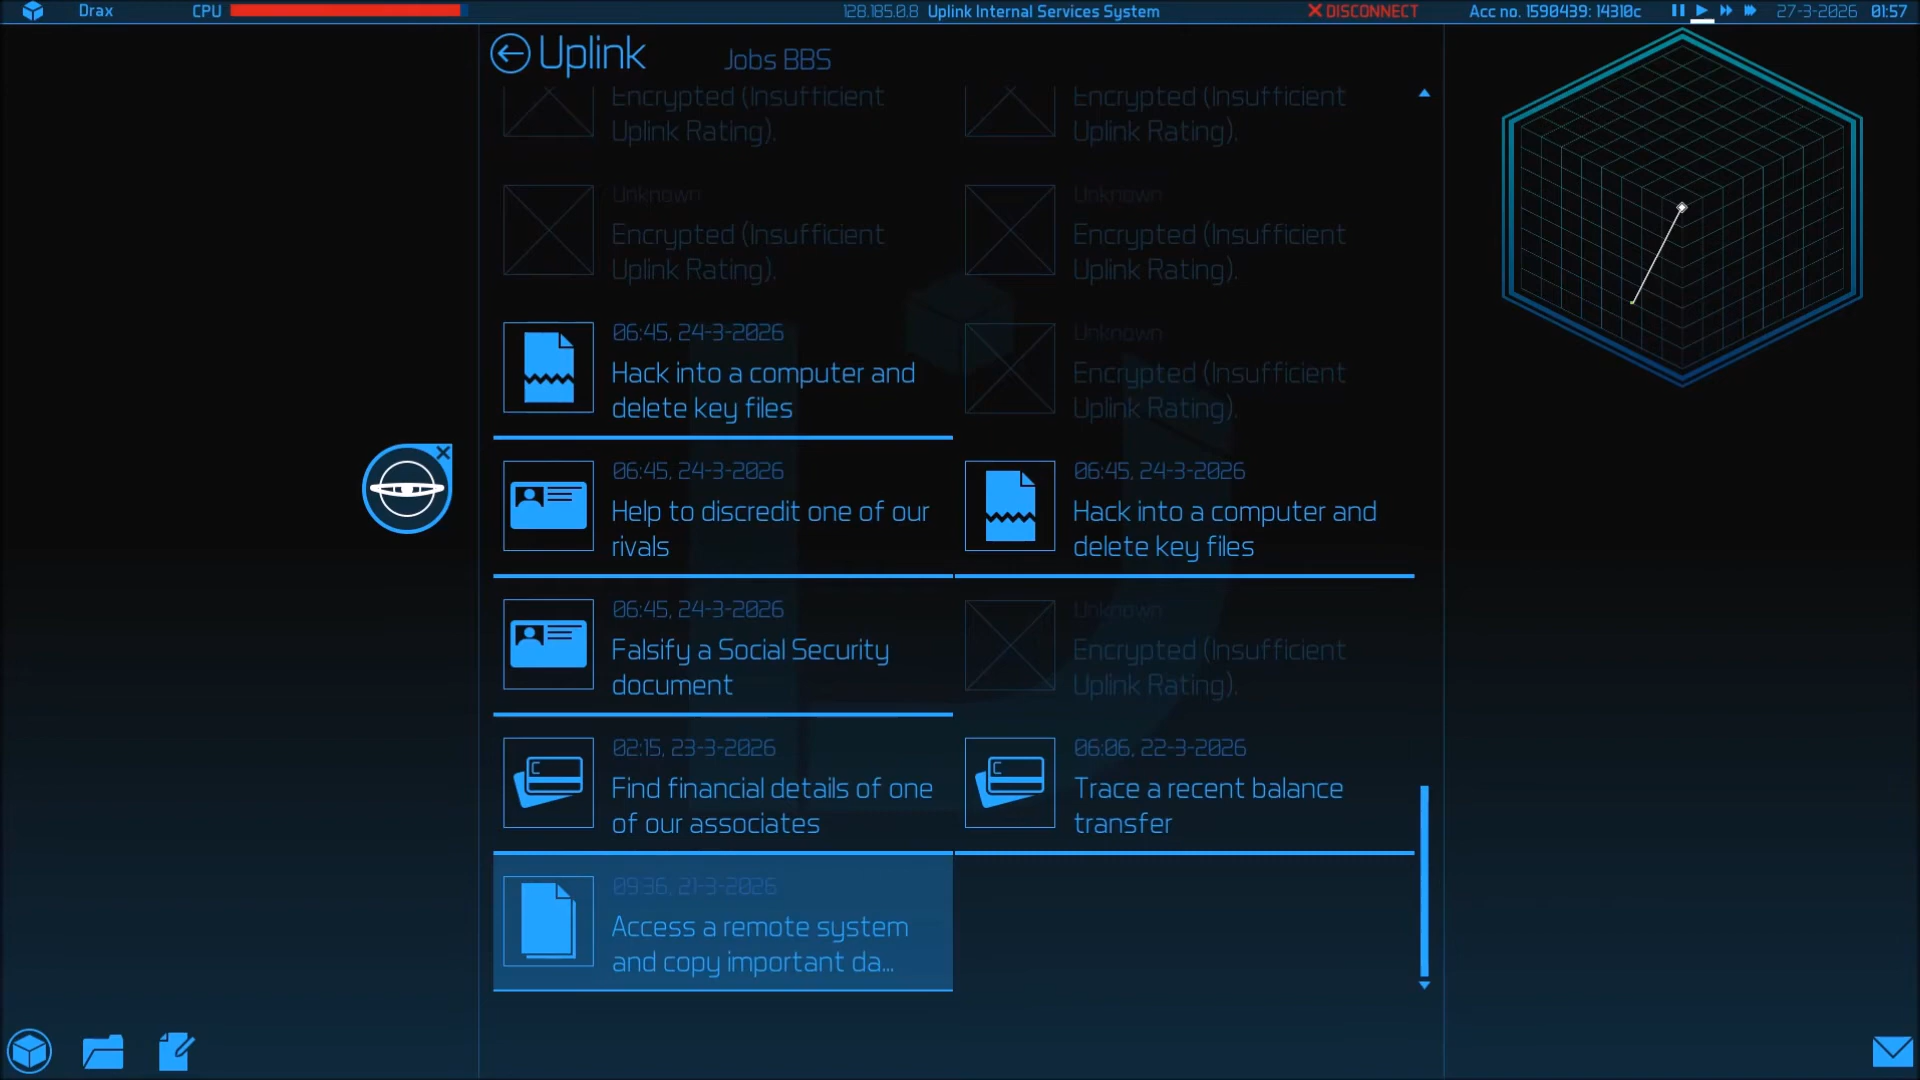 Drax
CPU
128.185.0.8 Uplink Internal Services System
DISCONNECT
Acc no. 1590439: 14310c
27-3-2026 01:57
Uplink
Jobs BBS
Encrypted (Insufficient
Uplink Rating).
Encrypted (Insufficient
Uplink Rating).
Unknown
Encrypted (Insufficient
Uplink Rating).
Unknown
Encrypted (Insufficient
Uplink Rating).
06:45, 24-3-2026
Hack into a computer and
delete key files
Unknown
Encrypted (Insufficient
Uplink Rating).
06:45, 24-3-2026
Help to discredit one of our
rivals
06:45, 24-3-2026
Hack into a computer and
delete key files
06:45, 24-3-2026
Falsify a Social Security
document
Unknown
Encrypted (Insufficient
Uplink Rating).
02:15, 23-3-2026
Find financial details of one
of our associates
06:06, 22-3-2026
Trace a recent balance
transfer
09:36, 21-3-2026
Access a remote system
and copy important da...